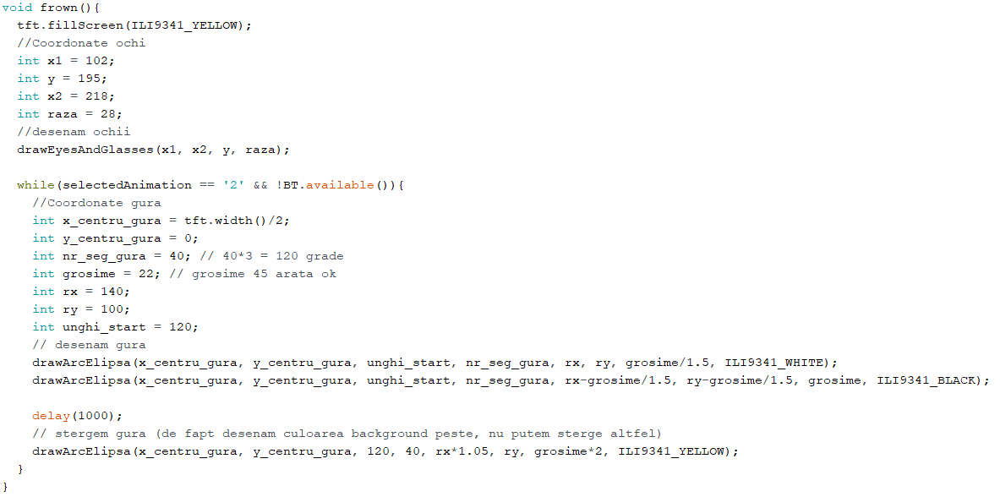 void frown(){
  tft.fillScreen(ILI9341_YELLOW);
  //Coordonate ochi
  int x1 = 102;
  int y = 195;
  int x2 = 218;
  int raza = 28;
  //desenam ochii
  drawEyesAndGlasses(x1, x2, y, raza);

  while(selectedAnimation == '2' && !BT.available()){
    //Coordonate gura
    int x_centru_gura = tft.width()/2;
    int y_centru_gura = 0;
    int nr_seg_gura = 40; // 40*3 = 120 grade
    int grosime = 22; // grosime 45 arata ok
    int rx = 140;
    int ry = 100;
    int unghi_start = 120;
    // desenam gura
    drawArcElipsa(x_centru_gura, y_centru_gura, unghi_start, nr_seg_gura, rx, ry, grosime/1.5, ILI9341_WHITE);
    drawArcElipsa(x_centru_gura, y_centru_gura, unghi_start, nr_seg_gura, rx-grosime/1.5, ry-grosime/1.5, grosime, ILI9341_BLACK);

    delay(1000);
    // stergem gura (de fapt desenam culoarea background peste, nu putem sterge altfel)
    drawArcElipsa(x_centru_gura, y_centru_gura, 120, 40, rx*1.05, ry, grosime*2, ILI9341_YELLOW);
  }
}